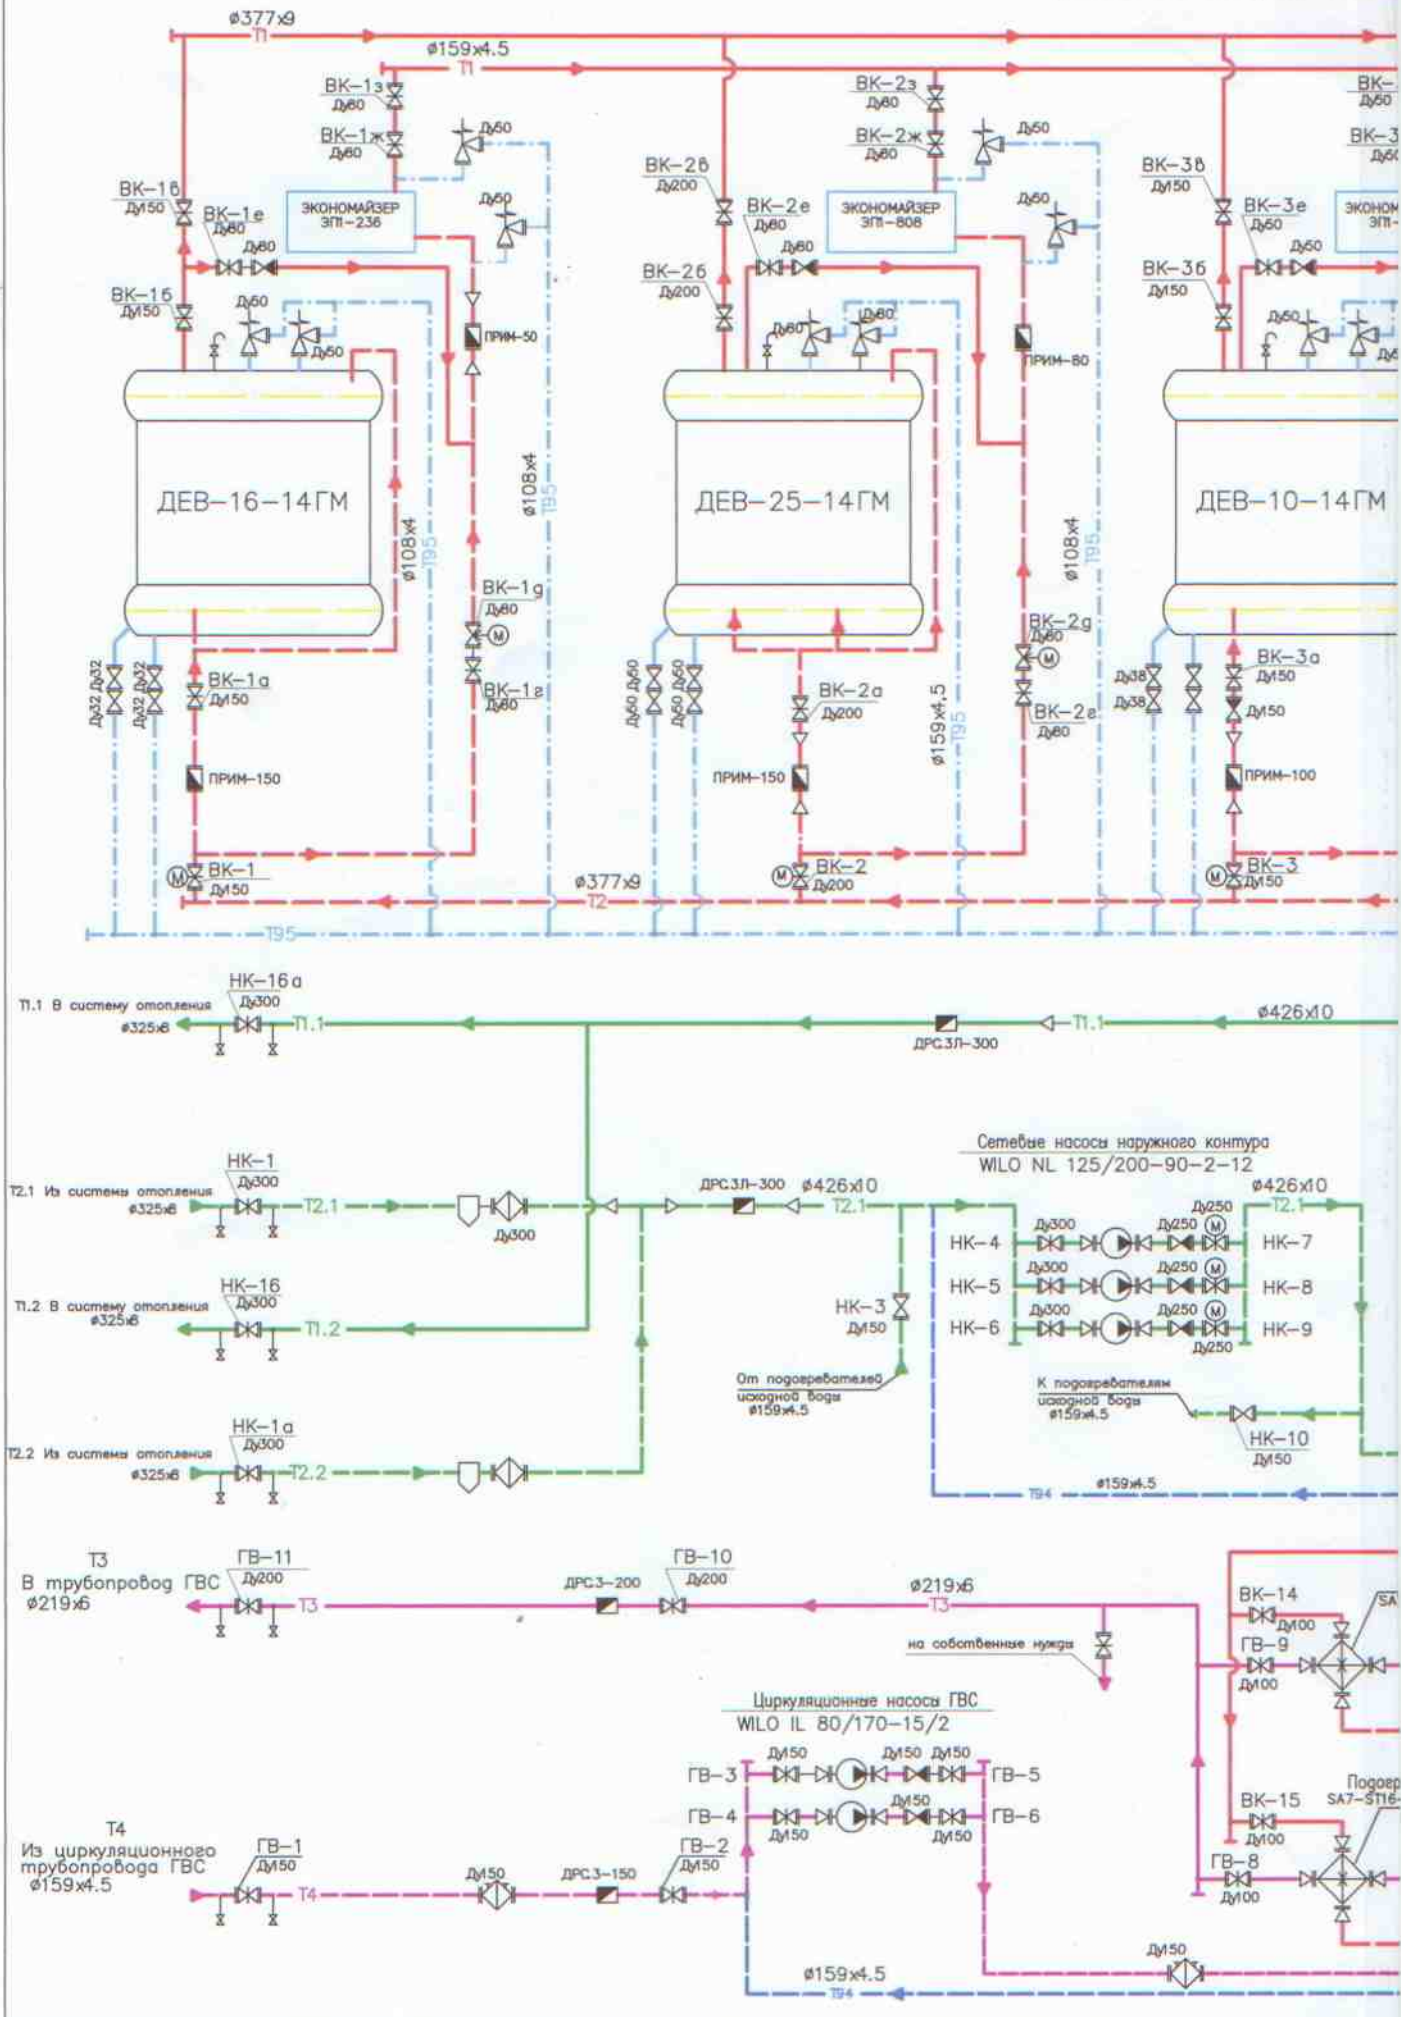 ø377x9
T1
ø159x4.5
T1
ВК-1з
Ду80
ВК-1ж
Ду80
Ду50
ВК-2з
Ду80
ВК-2ж
Ду80
Ду50
ВК-
Ду50
ВК-3
ВК-1в
Ду150
ВК-1е
Ду80
Ду80
ЭКОНОМАЙЗЕР
ЭП1-236
Ду50
ВК-2в
Ду200
ВК-2е
Ду80
Ду80
ЭКОНОМАЙЗЕР
ЭП1-808
Ду50
ВК-3в
Ду150
ВК-3е
Ду50
Ду50
ЭКОНОМ
ЭП1-
ВК-1б
Ду150
Ду50
Ду50
ПРИМ-50
ВК-2б
Ду200
Ду80
Ду80
ПРИМ-80
ВК-3б
Ду150
Ду50
ДЕВ-16-14ГМ
ДЕВ-25-14ГМ
ДЕВ-10-14ГМ
ø108x4
T95
ø108x4
T95
ø108x4
T95
ø159x4.5
T95
ВК-1д
Ду80
ВК-1г
Ду80
ВК-2д
Ду80
ВК-2г
Ду80
Ду32 Ду32
Ду32 Ду32
ВК-1а
Ду150
Ду50 Ду50
Ду50 Ду50
ВК-2а
Ду200
Ду38
Ду38
ВК-3а
Ду150
Ду150
ПРИМ-150
ПРИМ-150
ПРИМ-100
М
ВК-1
Ду150
М
ВК-2
Ду200
М
ВК-3
Ду150
М
М
ø377x9
T2
T95
НК-16а
Ду300
T1.1 В систему отопления
ø325x8
T1.1
ДРС.3Л-300
T1.1
ø426x10
НК-1
Ду300
T2.1 Из системы отопления
ø325x8
T2.1
Ду300
ДРС.3Л-300
ø426x10
T2.1
Сетевые насосы наружного контура
WILO NL 125/200-90-2-12
ø426x10
T2.1
НК-4
Ду300
Ду250
Ду250
М
НК-7
НК-5
Ду300
Ду250
М
НК-8
НК-6
Ду300
Ду250
М
Ду250
НК-9
НК-16
Ду300
T1.2 В систему отопления
ø325x8
T1.2
НК-3
Ду150
От подогревателей
исходной воды
ø159x4.5
К подогревателям
исходной воды
ø159x4.5
НК-10
Ду150
НК-1а
Ду300
T2.2 Из системы отопления
ø325x8
T2.2
T94
ø159x4.5
T3
В трубопровод ГВС
ø219x6
ГВ-11
Ду200
T3
ДРС.3-200
ГВ-10
Ду200
ø219x6
T3
на собственные нужды
ВК-14
Ду100
ГВ-9
Ду100
SA
Циркуляционные насосы ГВС
WILO IL 80/170-15/2
ГВ-3
Ду150
Ду150
Ду150
ГВ-5
ГВ-4
Ду150
Ду150
Ду150
ГВ-6
Подогр
SA7-ST16-
ВК-15
Ду100
ГВ-8
Ду100
T4
Из циркуляционного
трубопровода ГВС
ø159x4.5
ГВ-1
Ду150
T4
Ду150
ДРС.3-150
ГВ-2
Ду150
Ду150
ø159x4.5
T94